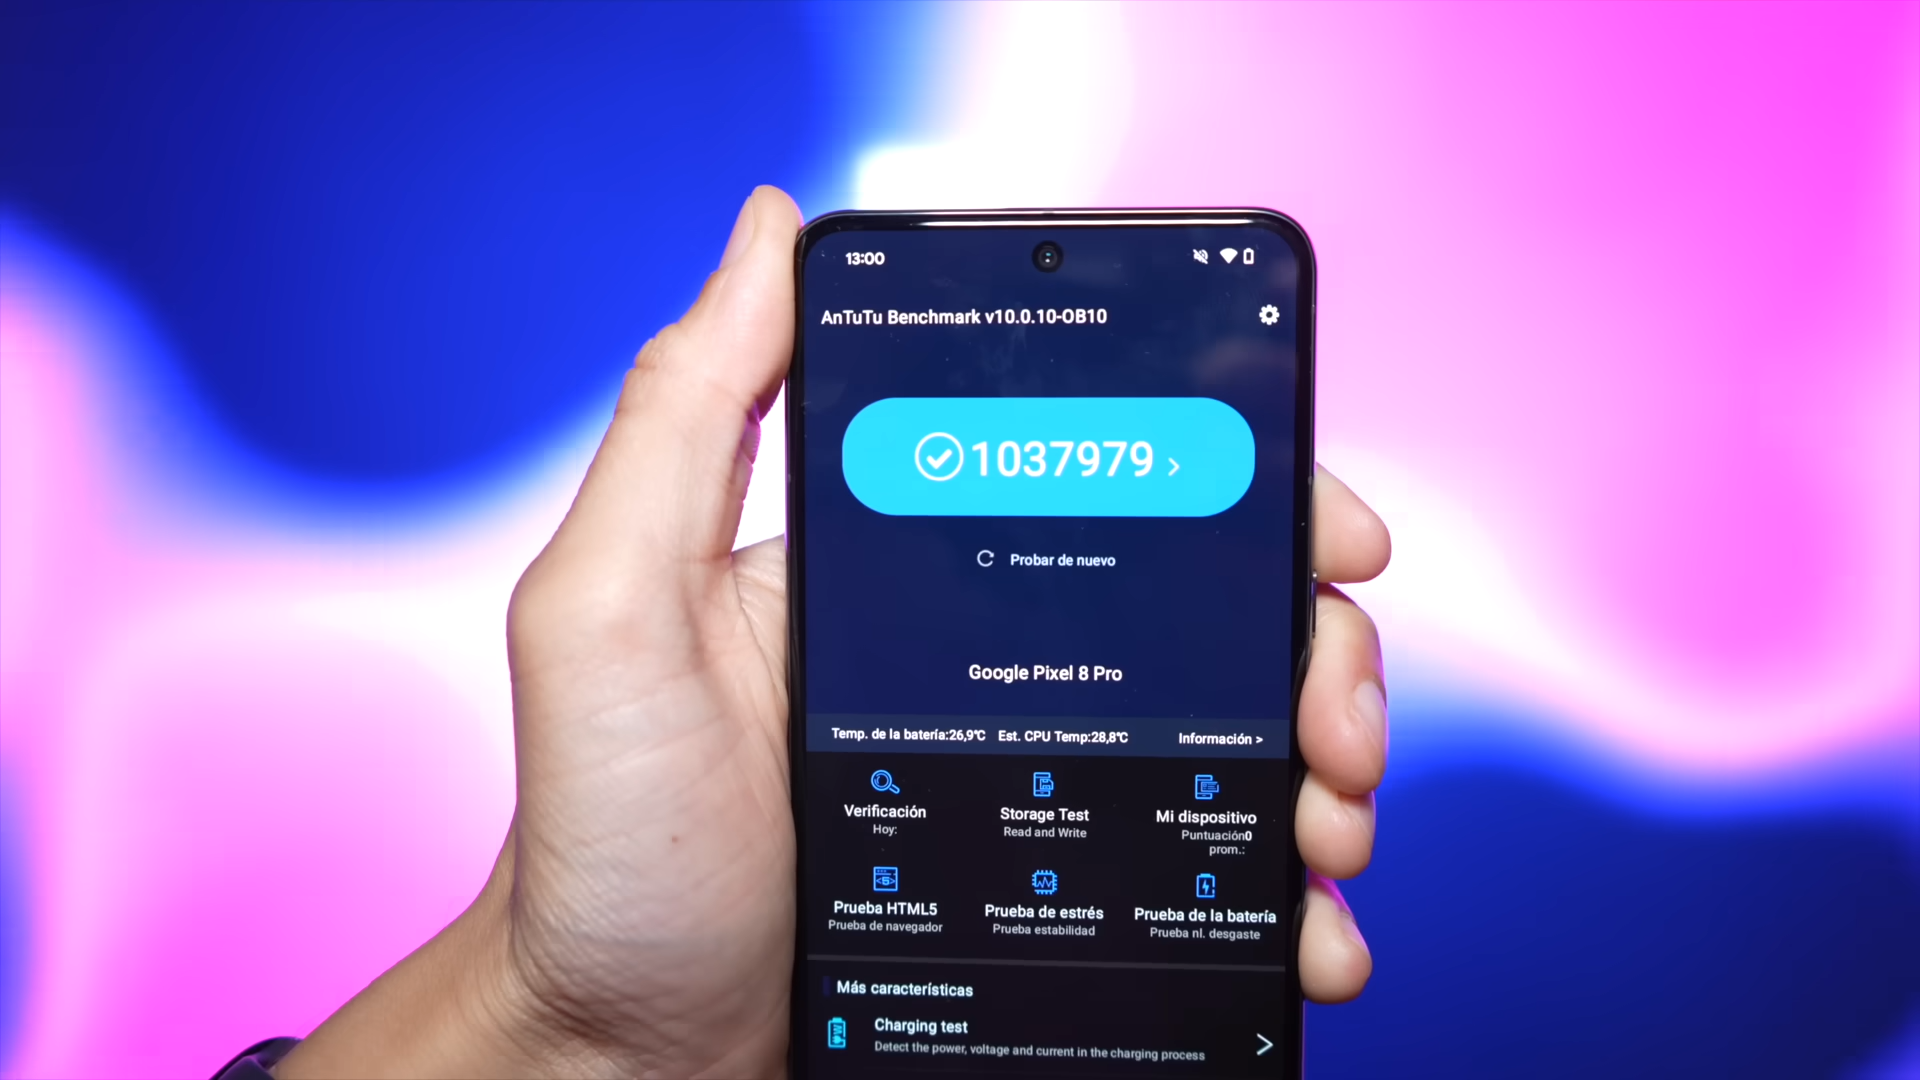 13:00
AnTuTu Benchmark v10.0.10-OB10
1037979 >
Probar de nuevo
Google Pixel 8 Pro
Temp. de la batería:26,9℃ Est. CPU Temp:28,8℃ Información >
Verificación
Hoy:
Storage Test
Read and Write
Mi dispositivo
Puntuación0
prom.:
Prueba HTML5
Prueba de navegador
Prueba de estrés
Prueba estabilidad
Prueba de la batería
Prueba nl. desgaste
Más características
Charging test
Detect the power, voltage and current in the charging process